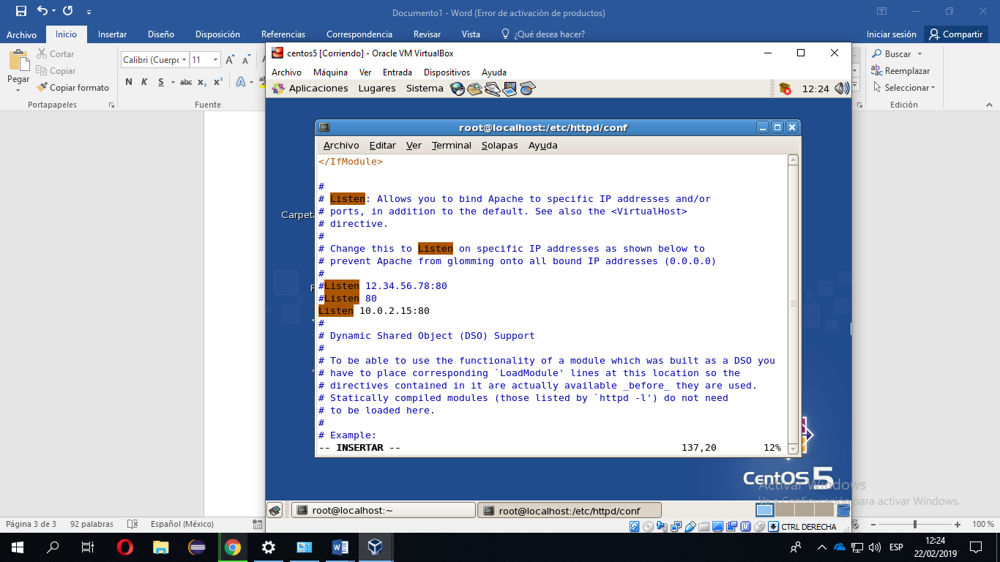 Documento1 - Word (Error de activación de productos)
Archivo Inicio Insertar Diseño Disposición Referencias Correspondencia Revisar Vista ¿Qué desea hacer? Iniciar sesión Compartir
Pegar
Cortar
Copiar
Copiar formato
Portapapeles
Calibri (Cuerpo 11
N K S abc x₂ x²
Fuente
Buscar
Reemplazar
Seleccionar
Edición
centos5 [Corriendo] - Oracle VM VirtualBox
Archivo Máquina Ver Entrada Dispositivos Ayuda
Aplicaciones Lugares Sistema 12:24
root@localhost:/etc/httpd/conf
Archivo Editar Ver Terminal Solapas Ayuda
</IfModule>
#
# Listen: Allows you to bind Apache to specific IP addresses and/or
# ports, in addition to the default. See also the <VirtualHost>
# directive.
#
# Change this to Listen on specific IP addresses as shown below to
# prevent Apache from glomming onto all bound IP addresses (0.0.0.0)
#
#Listen 12.34.56.78:80
#Listen 80
Listen 10.0.2.15:80
#
# Dynamic Shared Object (DSO) Support
#
# To be able to use the functionality of a module which was built as a DSO you
# have to place corresponding `LoadModule' lines at this location so the
# directives contained in it are actually available _before_ they are used.
# Statically compiled modules (those listed by `httpd -l') do not need
# to be loaded here.
#
# Example:
-- INSERTAR -- 137,20 12%
Carpeta
CentOS 5
Activar Windows
Ve a Configuración para activar Windows.
root@localhost:~ root@localhost:/etc/httpd/conf
CTRL DERECHA
Página 3 de 3 92 palabras Español (México) 100 %
ESP
12:24
22/02/2019